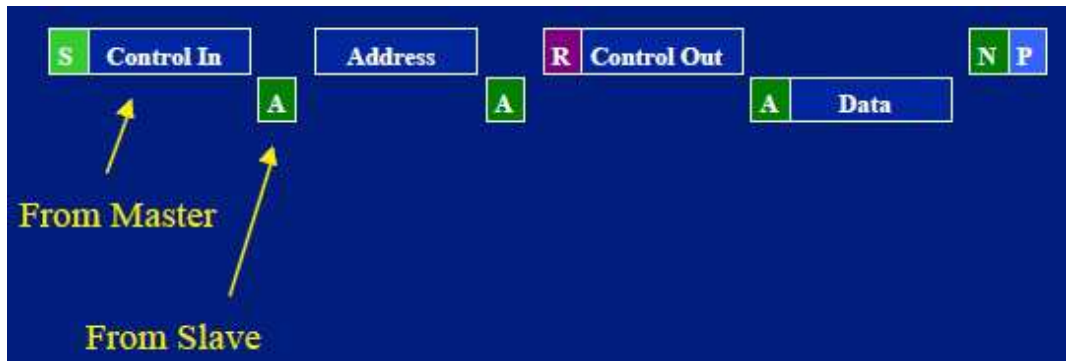 S Control In Address R Control Out N P
A A A Data
From Master
From Slave